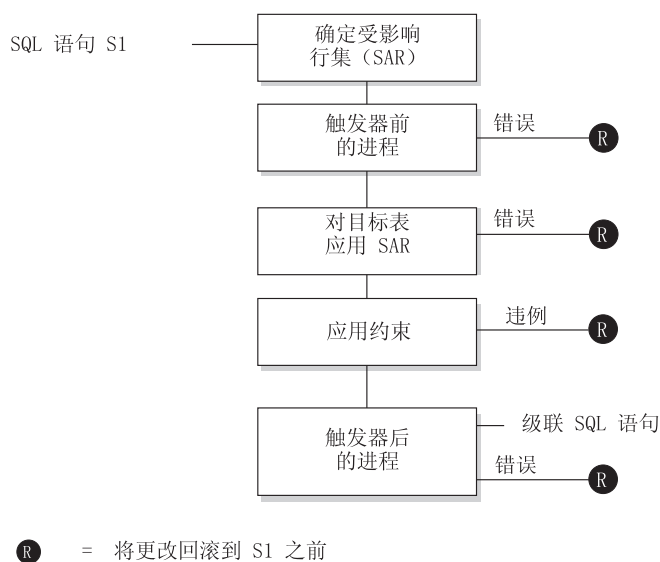 SQL 语句 S1
确定受影响
行集（SAR）
触发器前
的进程
错误
R
对目标表
应用 SAR
错误
R
应用约束
违例
R
触发器后
的进程
级联 SQL 语句
错误
R
R = 将更改回滚到 S1 之前